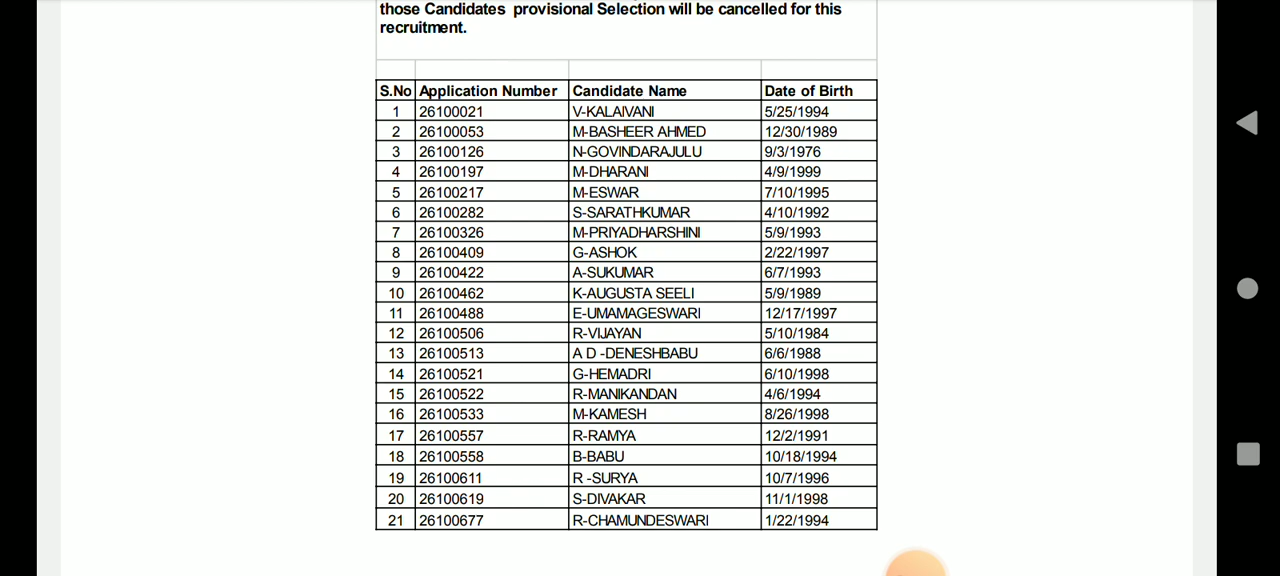 those Candidates provisional Selection will be cancelled for this
recruitment.
S.No Application Number Candidate Name Date of Birth
1 26100021 V-KALAIVANI 5/25/1994
2 26100053 M-BASHEER AHMED 12/30/1989
3 26100126 N-GOVINDARAJULU 9/3/1976
4 26100197 M-DHARANI 4/9/1999
5 26100217 M-ESWAR 7/10/1995
6 26100282 S-SARATHKUMAR 4/10/1992
7 26100326 M-PRIYADHARSHINI 5/9/1993
8 26100409 G-ASHOK 2/22/1997
9 26100422 A-SUKUMAR 6/7/1993
10 26100462 K-AUGUSTA SEELI 5/9/1989
11 26100488 E-UMAMAGESWARI 12/17/1997
12 26100506 R-VIJAYAN 5/10/1984
13 26100513 A D -DENESHBABU 6/6/1988
14 26100521 G-HEMADRI 6/10/1998
15 26100522 R-MANIKANDAN 4/6/1994
16 26100533 M-KAMESH 8/26/1998
17 26100557 R-RAMYA 12/2/1991
18 26100558 B-BABU 10/18/1994
19 26100611 R -SURYA 10/7/1996
20 26100619 S-DIVAKAR 11/1/1998
21 26100677 R-CHAMUNDESWARI 1/22/1994